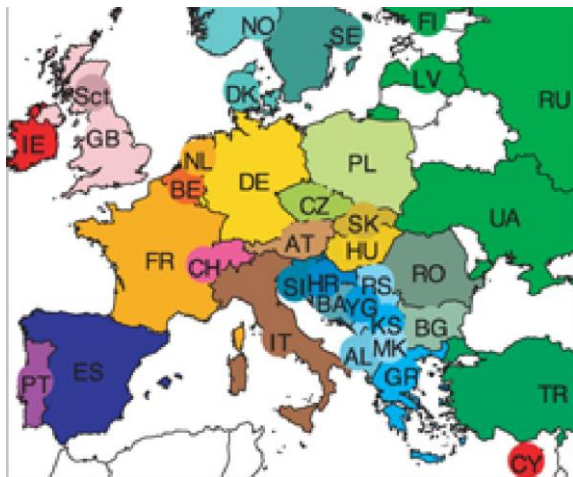 NO
SE
FI
LV
RU
DK
Sct
IE
GB
NL
BE
DE
PL
CZ
SK
UA
FR
CH
AT
HU
RO
SI
HR
RS
BA
YG
KS
BG
IT
AL
MK
GR
PT
ES
TR
CY